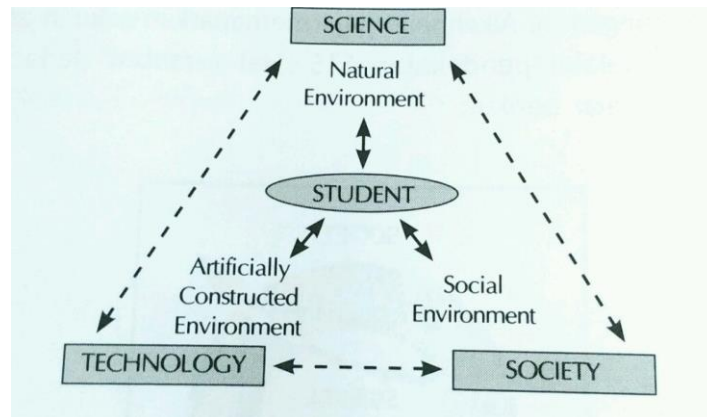 SCIENCE
Natural
Environment
STUDENT
Artificially
Constructed
Environment
Social
Environment
TECHNOLOGY
SOCIETY